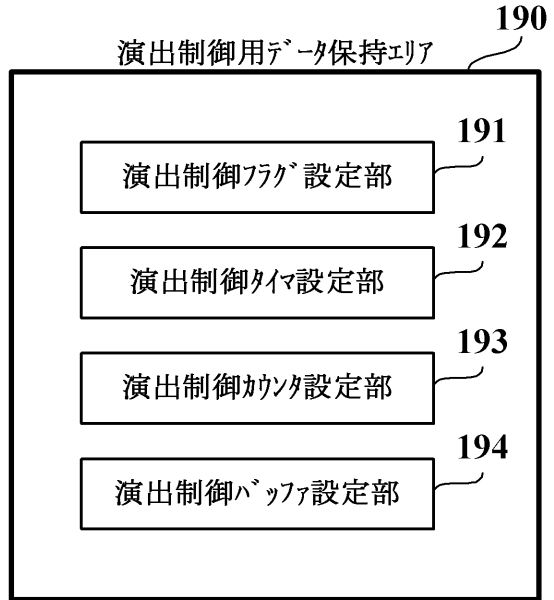 190
演出制御用ﾃﾞｰﾀ保持ｴﾘｱ
191
演出制御ﾌﾗｸﾞ設定部
192
演出制御ﾀｲﾏ設定部
193
演出制御ｶｳﾝﾀ設定部
194
演出制御ﾊﾞｯﾌｧ設定部